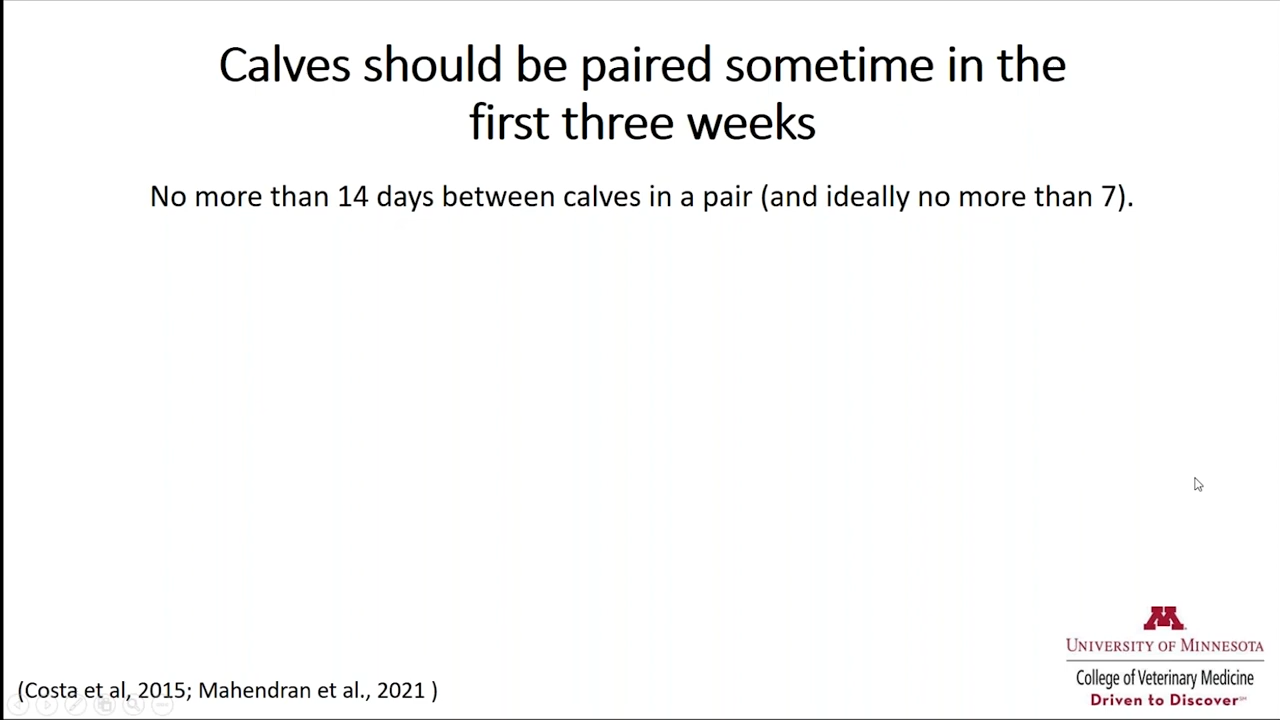 Calves should be paired sometime in the
first three weeks
No more than 14 days between calves in a pair (and ideally no more than 7).
(Costa et al, 2015; Mahendran et al., 2021 )
M
UNIVERSITY OF MINNESOTA
College of Veterinary Medicine
Driven to Discover℠